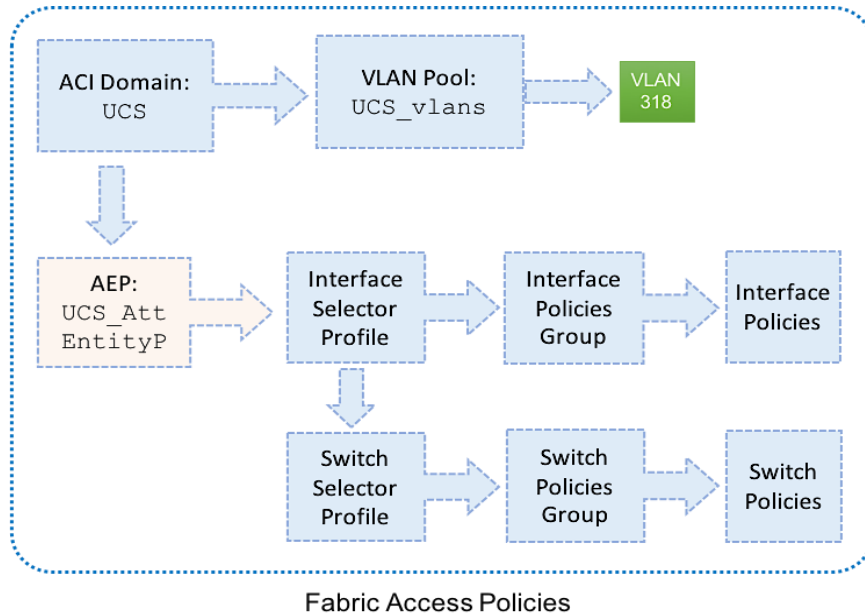 ACI Domain:
UCS
VLAN Pool:
UCS_vlans
VLAN
318
AEP:
UCS_Att
EntityP
Interface
Selector
Profile
Interface
Policies
Group
Interface
Policies
Switch
Selector
Profile
Switch
Policies
Group
Switch
Policies
Fabric Access Policies